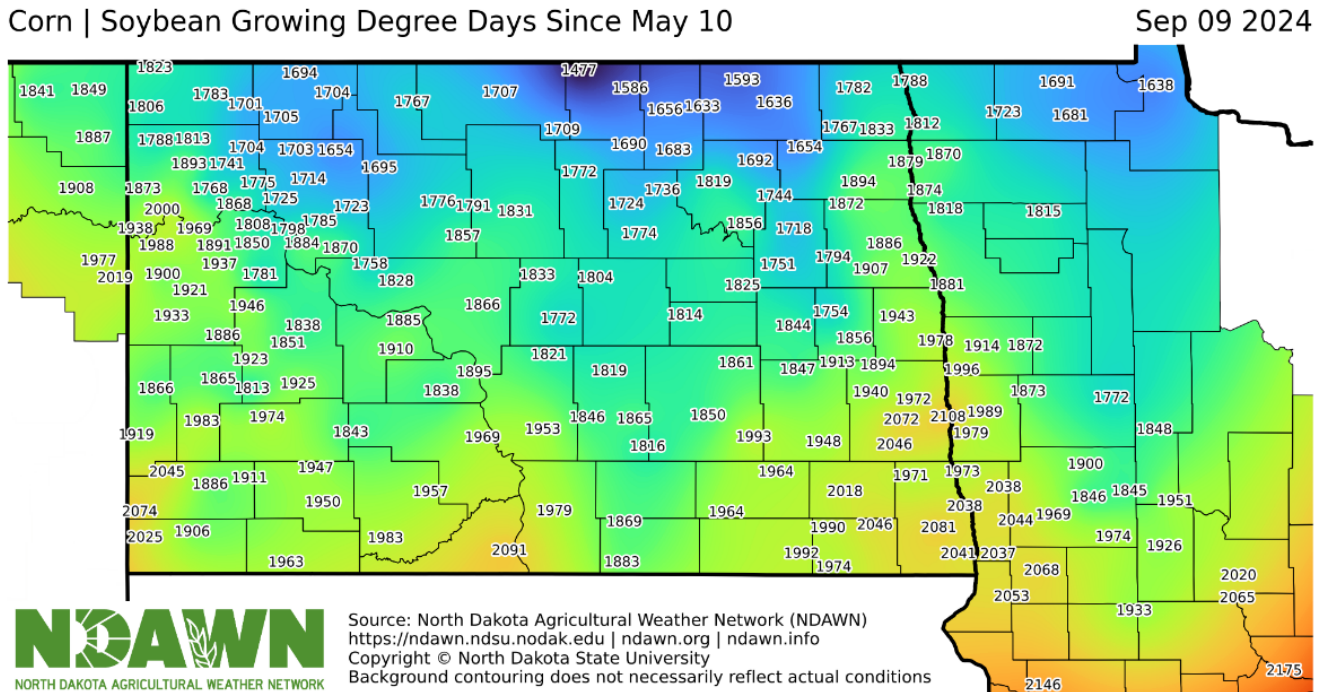 Corn | Soybean Growing Degree Days Since May 10 Sep 09 2024
1823 1694 1477 1593 1788 1691 1638
1841 1849 1783 1704 1767 1707 1586 1782
1806 1701 1705 1656 1633 1636 1723 1681
1887 1788 1813 1709 1767 1833 1812
1893 1741 1704 1703 1654 1690 1683 1654
1695 1772 1692 1879 1870
1908 1873 1768 1775 1714 1736 1819 1894 1874
2000 1868 1725 1723 1776 1791 1831 1724 1744 1872 1818 1815
1938 1969 1808 1798 1785 1857 1774 1856 1718
1988 1891 1850 1884 1870 1886
1977 1937 1758 1751 1794 1907 1922
2019 1900 1781 1828 1833 1804 1825 1881
1921 1946 1866
1933 1838 1885 1772 1814 1844 1754 1943
1886 1851 1910 1856 1978 1914 1872
1923 1895 1821 1819 1861 1847 1913 1894 1996
1866 1865 1813 1925 1838 1940 1972 1873 1772
1983 1974 1846 1865 1850 2072 2108 1989
1919 1843 1969 1953 1816 1993 1948 2046 1979 1848
2045 1886 1911 1947 1964 1971 1973 1900
1950 1957 2018 2038 1846 1845 1951
2074 1979 1869 1964 2038 2044 1969
2025 1906 1983 1990 2046 2081 1974 1926
1963 2091 1883 1992 1974 2041 2037 2068 2020
2053 1933 2065
2175
2146
NDAWN
NORTH DAKOTA AGRICULTURAL WEATHER NETWORK
Source: North Dakota Agricultural Weather Network (NDAWN)
https://ndawn.ndsu.nodak.edu | ndawn.org | ndawn.info
Copyright © North Dakota State University
Background contouring does not necessarily reflect actual conditions